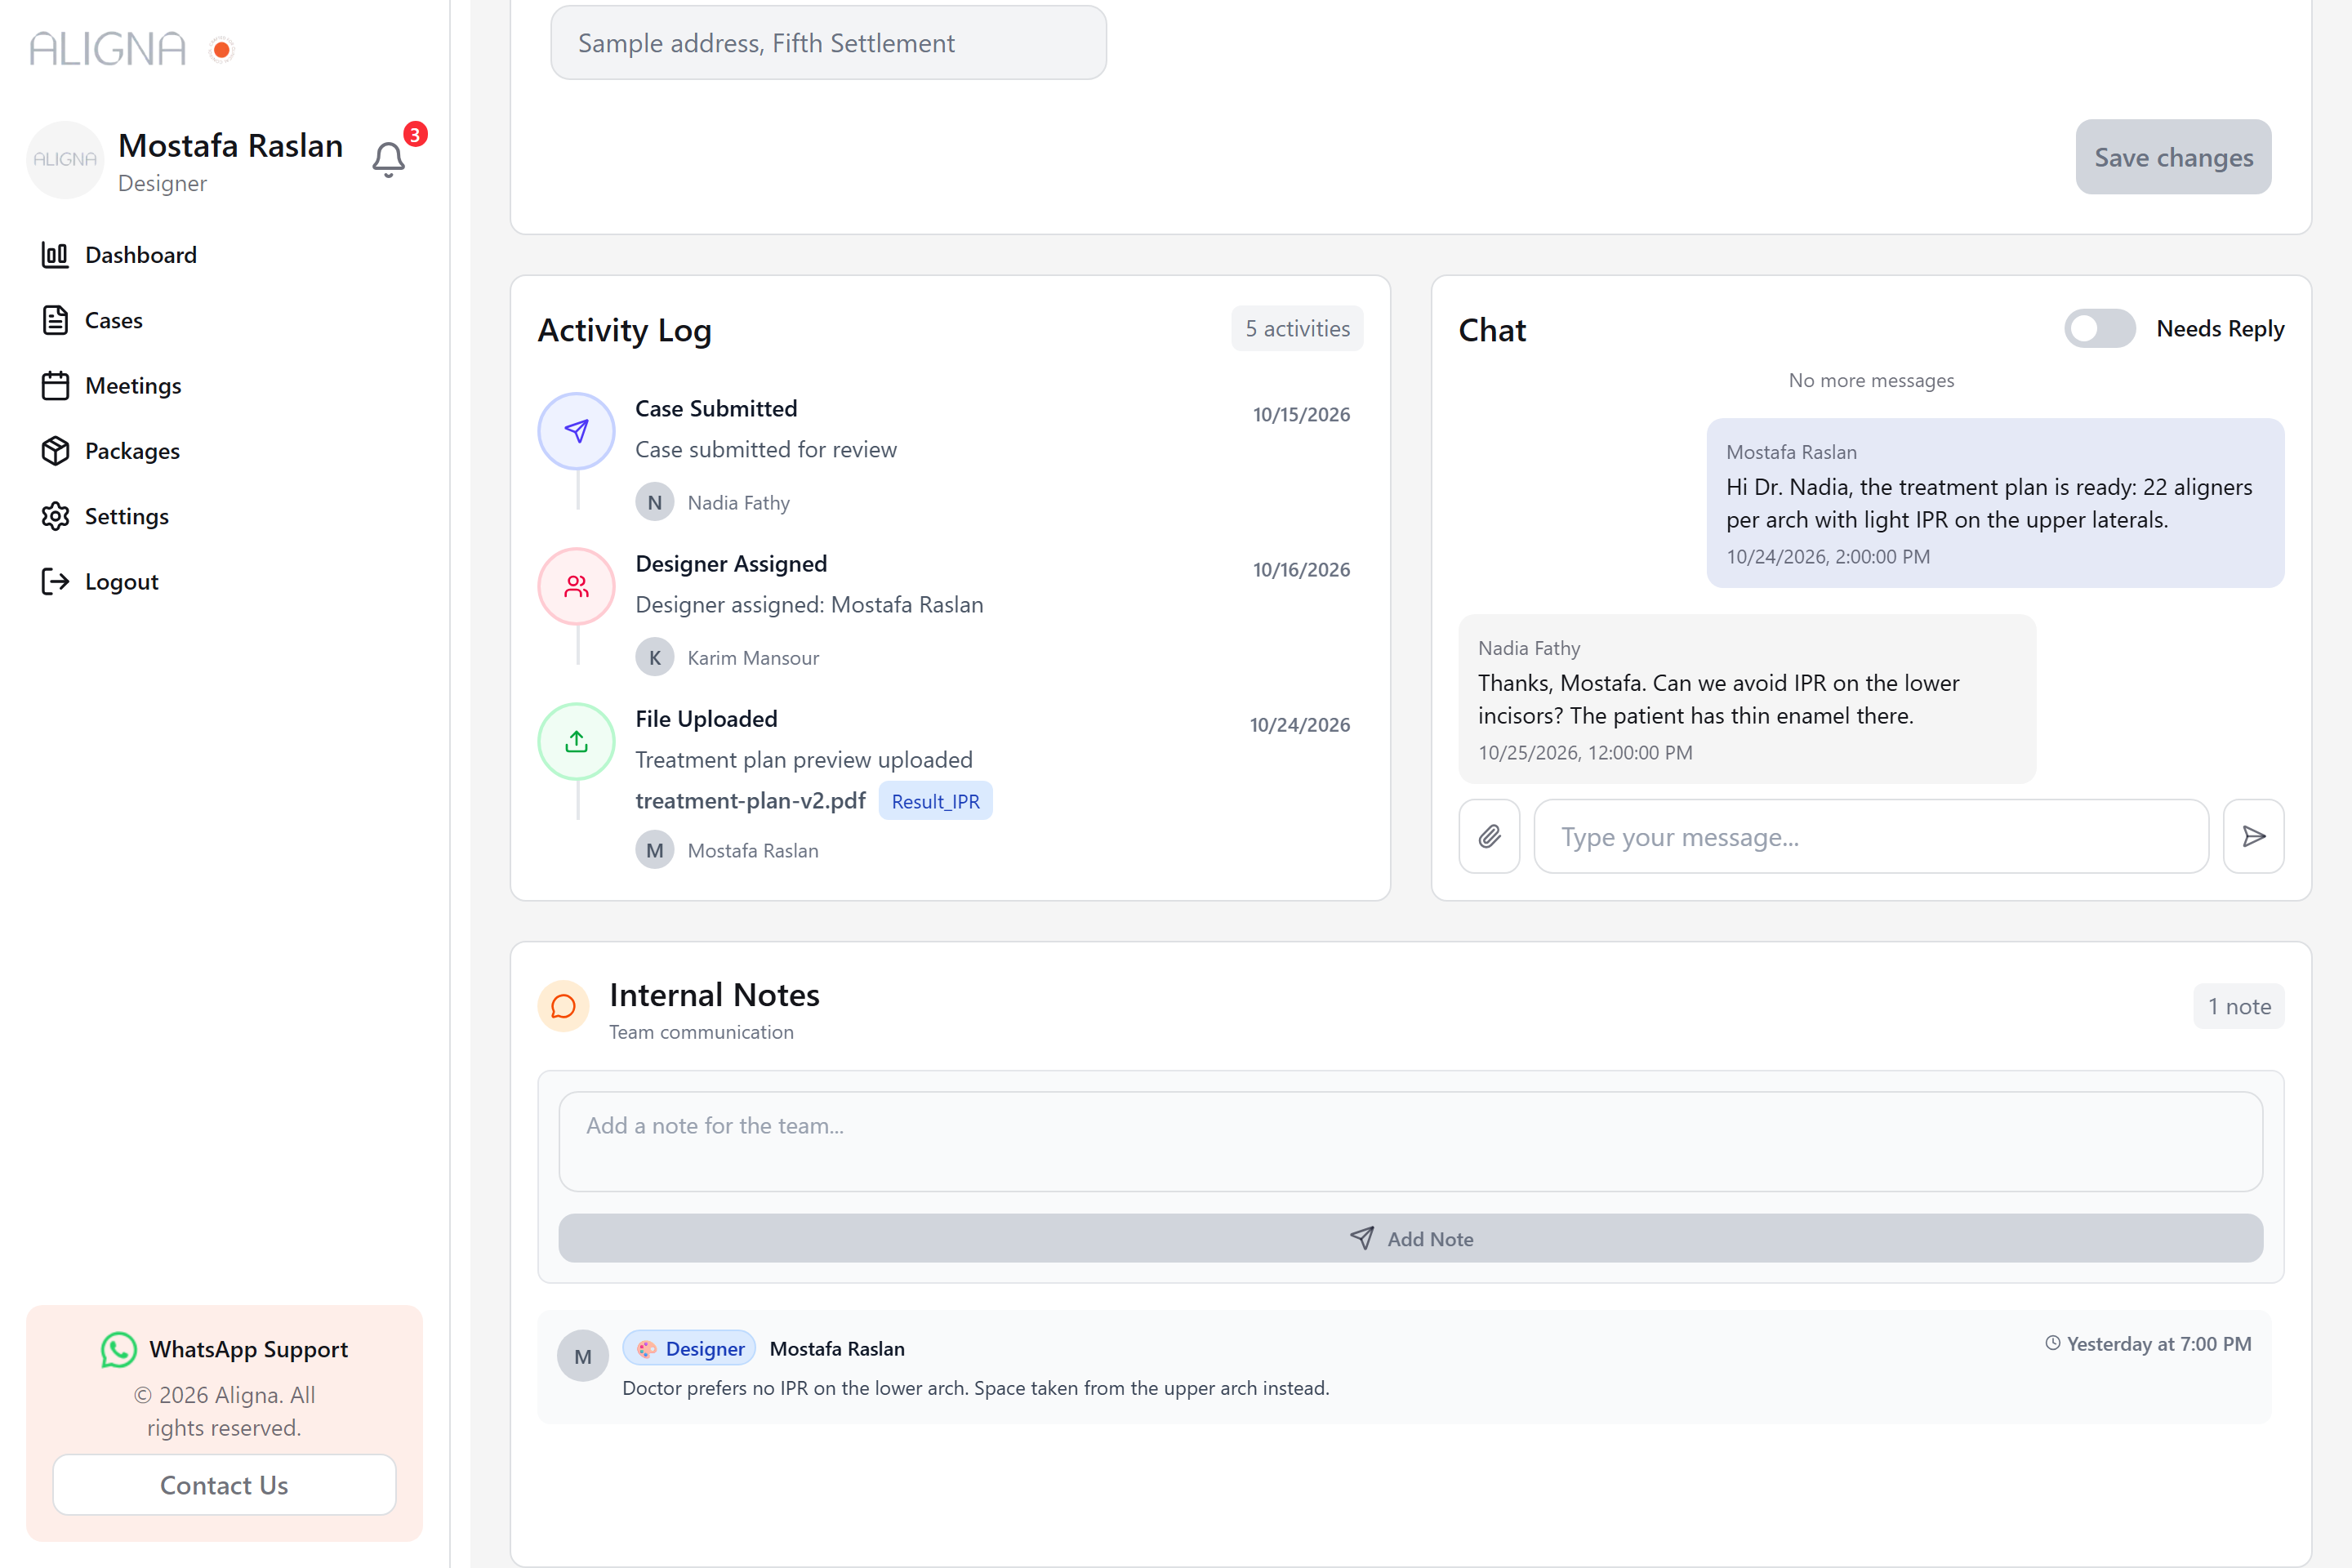 ALIGNA
ALIGNA
Mostafa Raslan
Designer
3
Dashboard
Cases
Meetings
Packages
Settings
Logout
WhatsApp Support
© 2026 Aligna. All
rights reserved.
Contact Us
Sample address, Fifth Settlement
Save changes
Activity Log
5 activities
Case Submitted
10/15/2026
Case submitted for review
N
Nadia Fathy
Designer Assigned
10/16/2026
Designer assigned: Mostafa Raslan
K
Karim Mansour
File Uploaded
10/24/2026
Treatment plan preview uploaded
treatment-plan-v2.pdf Result_IPR
M
Mostafa Raslan
Chat
Needs Reply
No more messages
Mostafa Raslan
Hi Dr. Nadia, the treatment plan is ready: 22 aligners
per arch with light IPR on the upper laterals.
10/24/2026, 2:00:00 PM
Nadia Fathy
Thanks, Mostafa. Can we avoid IPR on the lower
incisors? The patient has thin enamel there.
10/25/2026, 12:00:00 PM
Type your message...
Internal Notes
Team communication
1 note
Add a note for the team...
Add Note
M
Designer Mostafa Raslan
Yesterday at 7:00 PM
Doctor prefers no IPR on the lower arch. Space taken from the upper arch instead.